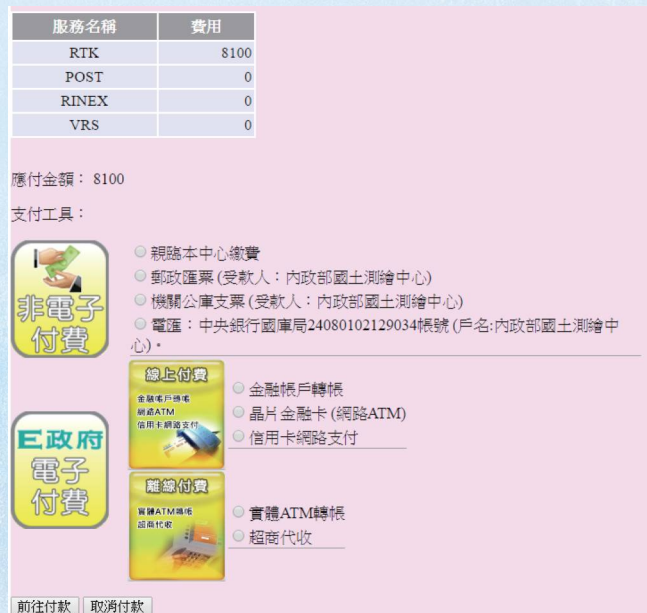 服務名稱 費用
RTK 8100
POST 0
RINEX 0
VRS 0
應付金額： 8100
支付工具：
非電子
付費
親臨本中心繳費
郵政匯票 (受款人：內政部國土測繪中心)
機關公庫支票 (受款人：內政部國土測繪中心)
電匯：中央銀行國庫局24080102129034帳號 (戶名:內政部國土測繪中
心)。
E政府
電子
付費
線上付費
金融帳戶轉帳
網路ATM
信用卡網路支付
金融帳戶轉帳
晶片金融卡 (網路ATM)
信用卡網路支付
離線付費
實體ATM轉帳
超商代收
實體ATM轉帳
超商代收
前往付款 取消付款